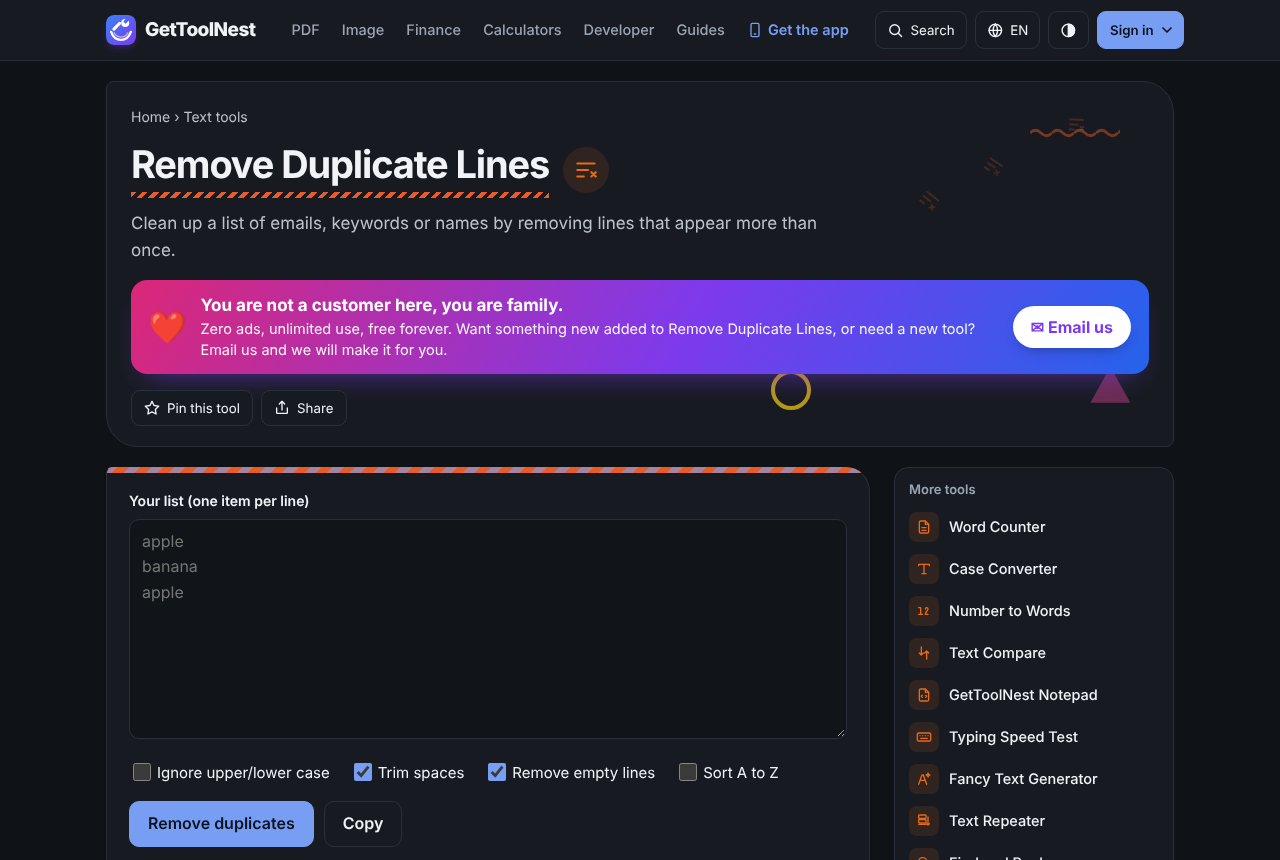 GetToolNest
PDF
Image
Finance
Calculators
Developer
Guides
Get the app
Search
EN
Sign in
Home › Text tools
Remove Duplicate Lines
Clean up a list of emails, keywords or names by removing lines that appear more than
once.
You are not a customer here, you are family.
Zero ads, unlimited use, free forever. Want something new added to Remove Duplicate Lines, or need a new tool?
Email us and we will make it for you.
✉ Email us
Pin this tool
Share
Your list (one item per line)
apple
banana
apple
Ignore upper/lower case
Trim spaces
Remove empty lines
Sort A to Z
Remove duplicates
Copy
More tools
Word Counter
Case Converter
Number to Words
Text Compare
GetToolNest Notepad
Typing Speed Test
Fancy Text Generator
Text Repeater